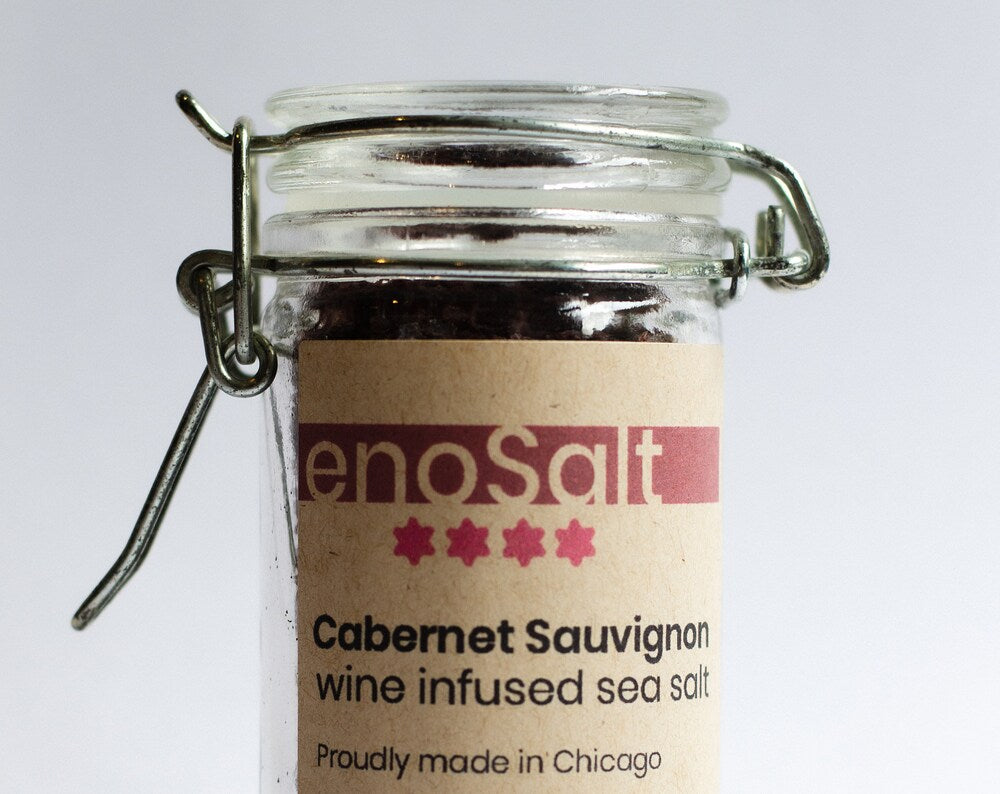 enoSalt
Cabernet Sauvignon
wine infused sea salt
Proudly made in Chicago